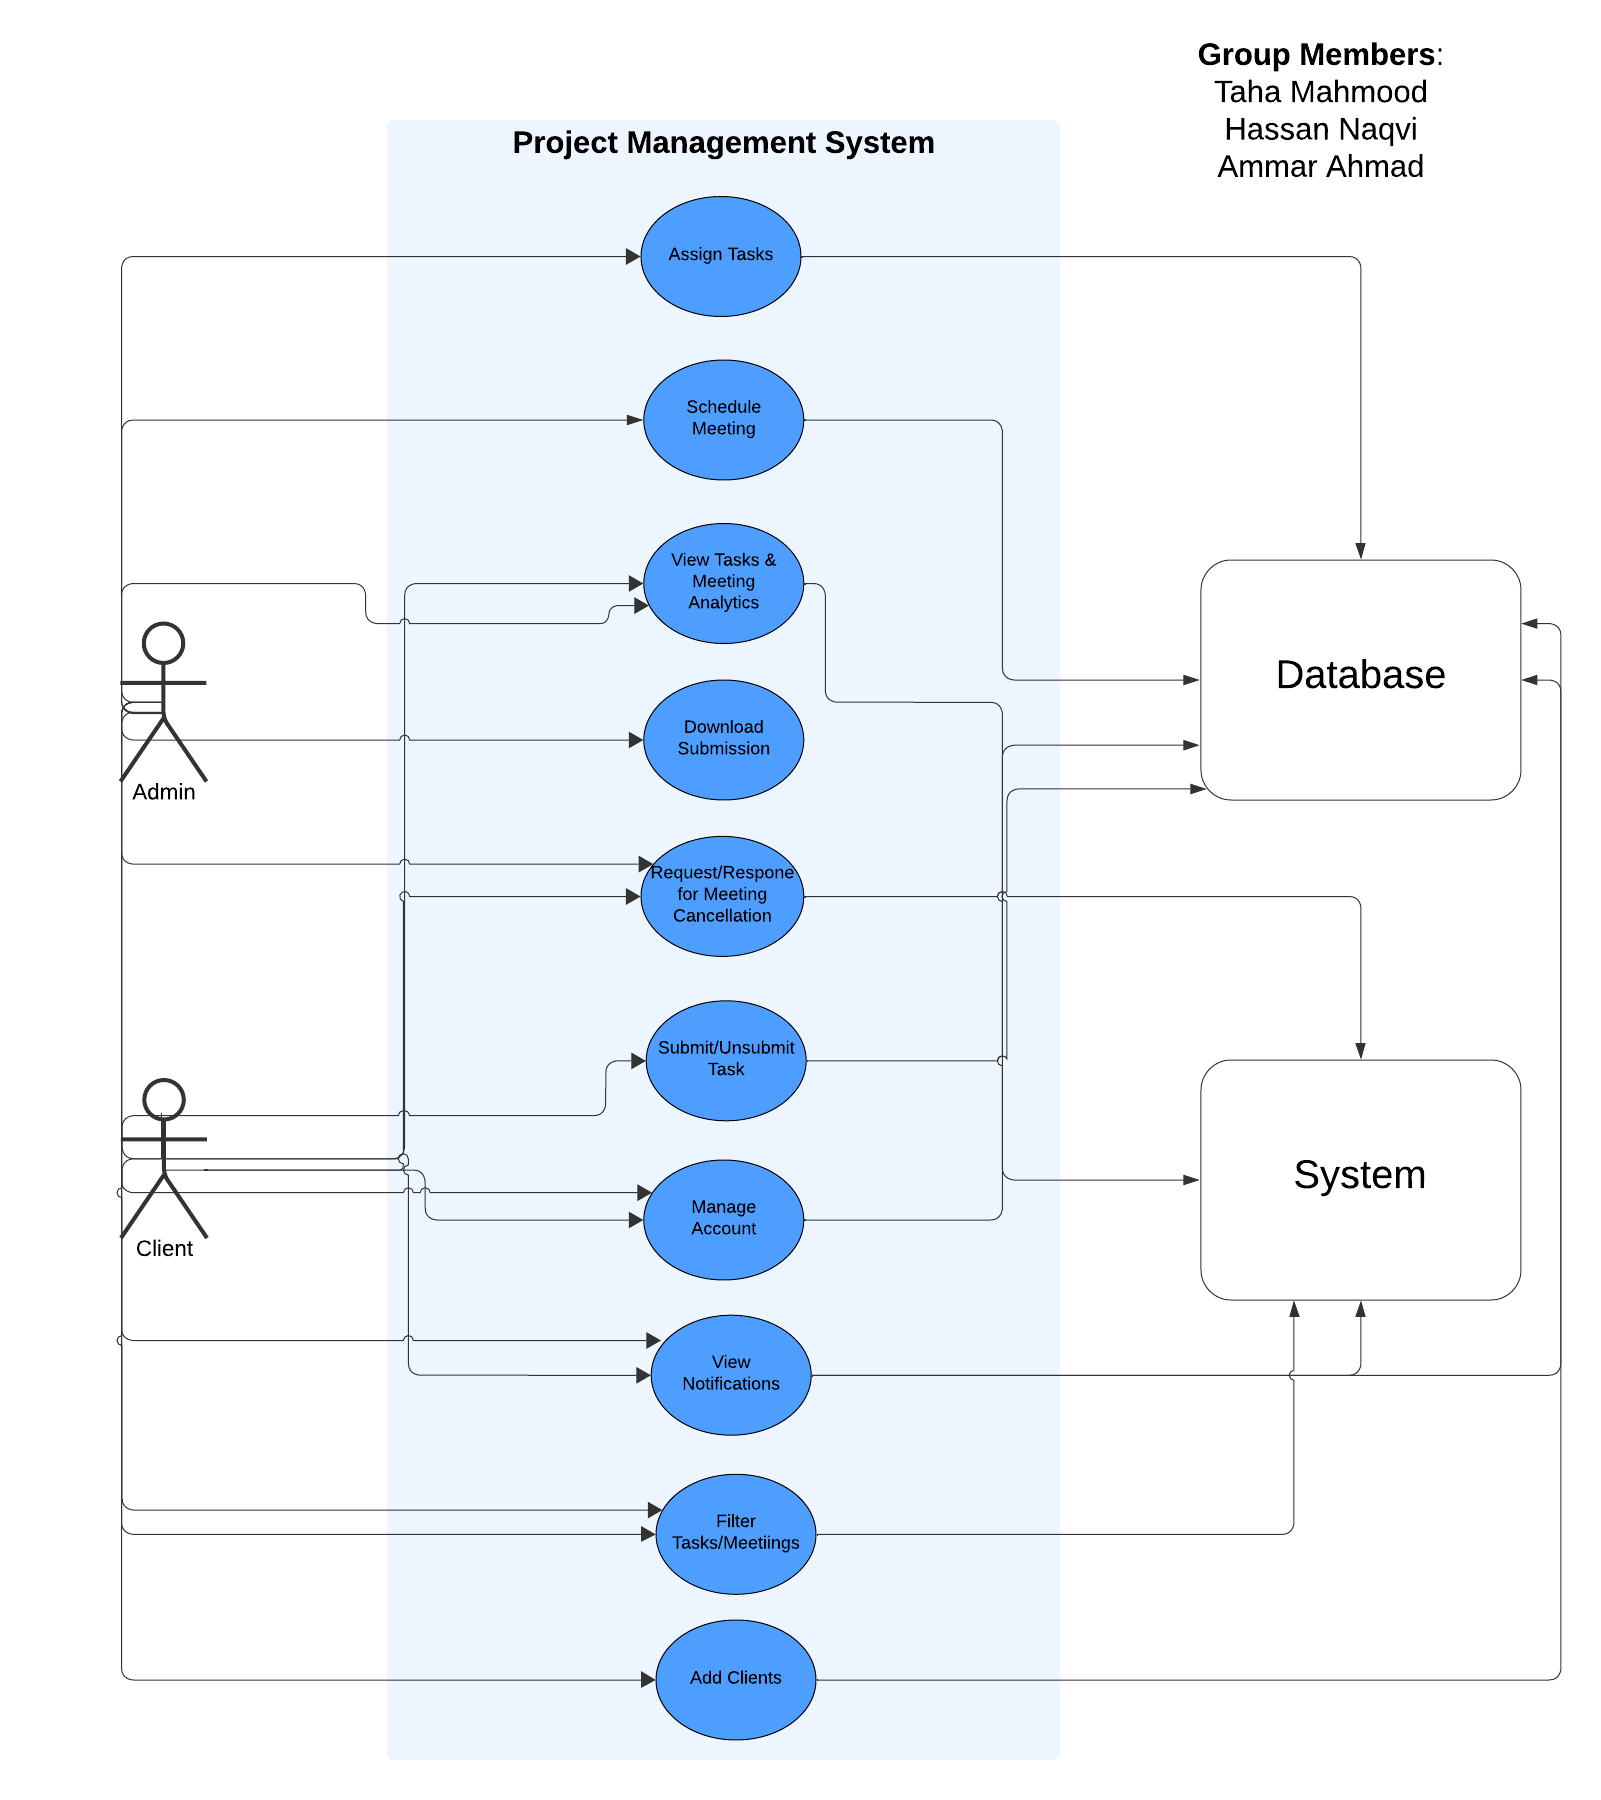 Group Members:
Taha Mahmood
Hassan Naqvi
Ammar Ahmad
Project Management System
Assign Tasks
Schedule
Meeting
View Tasks &
Meeting
Analytics
Download
Submission
Request/Respone
for Meeting
Cancellation
Submit/Unsubmit
Task
Manage
Account
View
Notifications
Filter
Tasks/Meetiings
Add Clients
Admin
Client
Database
System